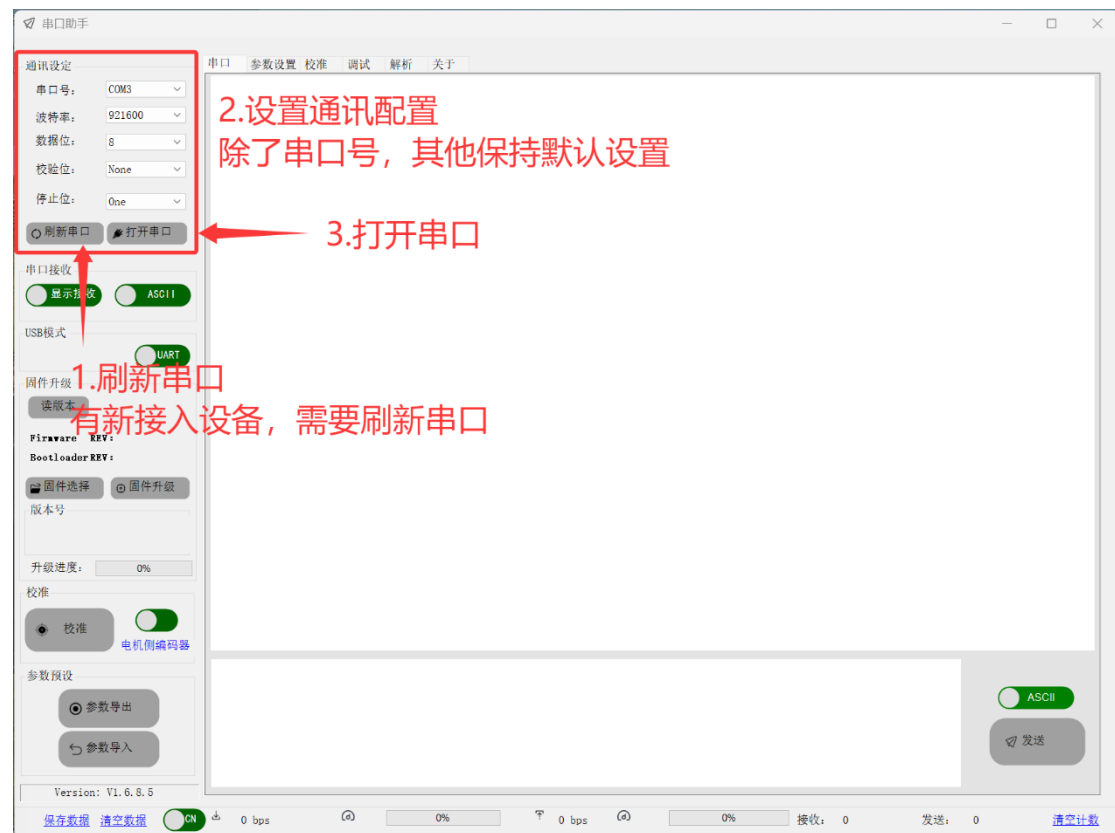 串口助手
通讯设定
串口号: COM3
波特率: 921600
数据位: 8
校验位: None
停止位: One
刷新串口 打开串口
串口 参数设置 校准 调试 解析 关于
2.设置通讯配置
除了串口号，其他保持默认设置
3.打开串口
串口接收
显示接收 ASCII
USB模式
UART
1.刷新串口
有新接入设备，需要刷新串口
固件升级
读版本
Firmware REV:
Bootloader REV:
固件选择 固件升级
版本号
升级进度: 0%
校准
校准
电机侧编码器
参数预设
参数导出
参数导入
ASCII
发送
Version: V1.6.8.5
保存数据 清空数据 CN 0 bps 0% 0 bps 0% 接收: 0 发送: 0 清空计数